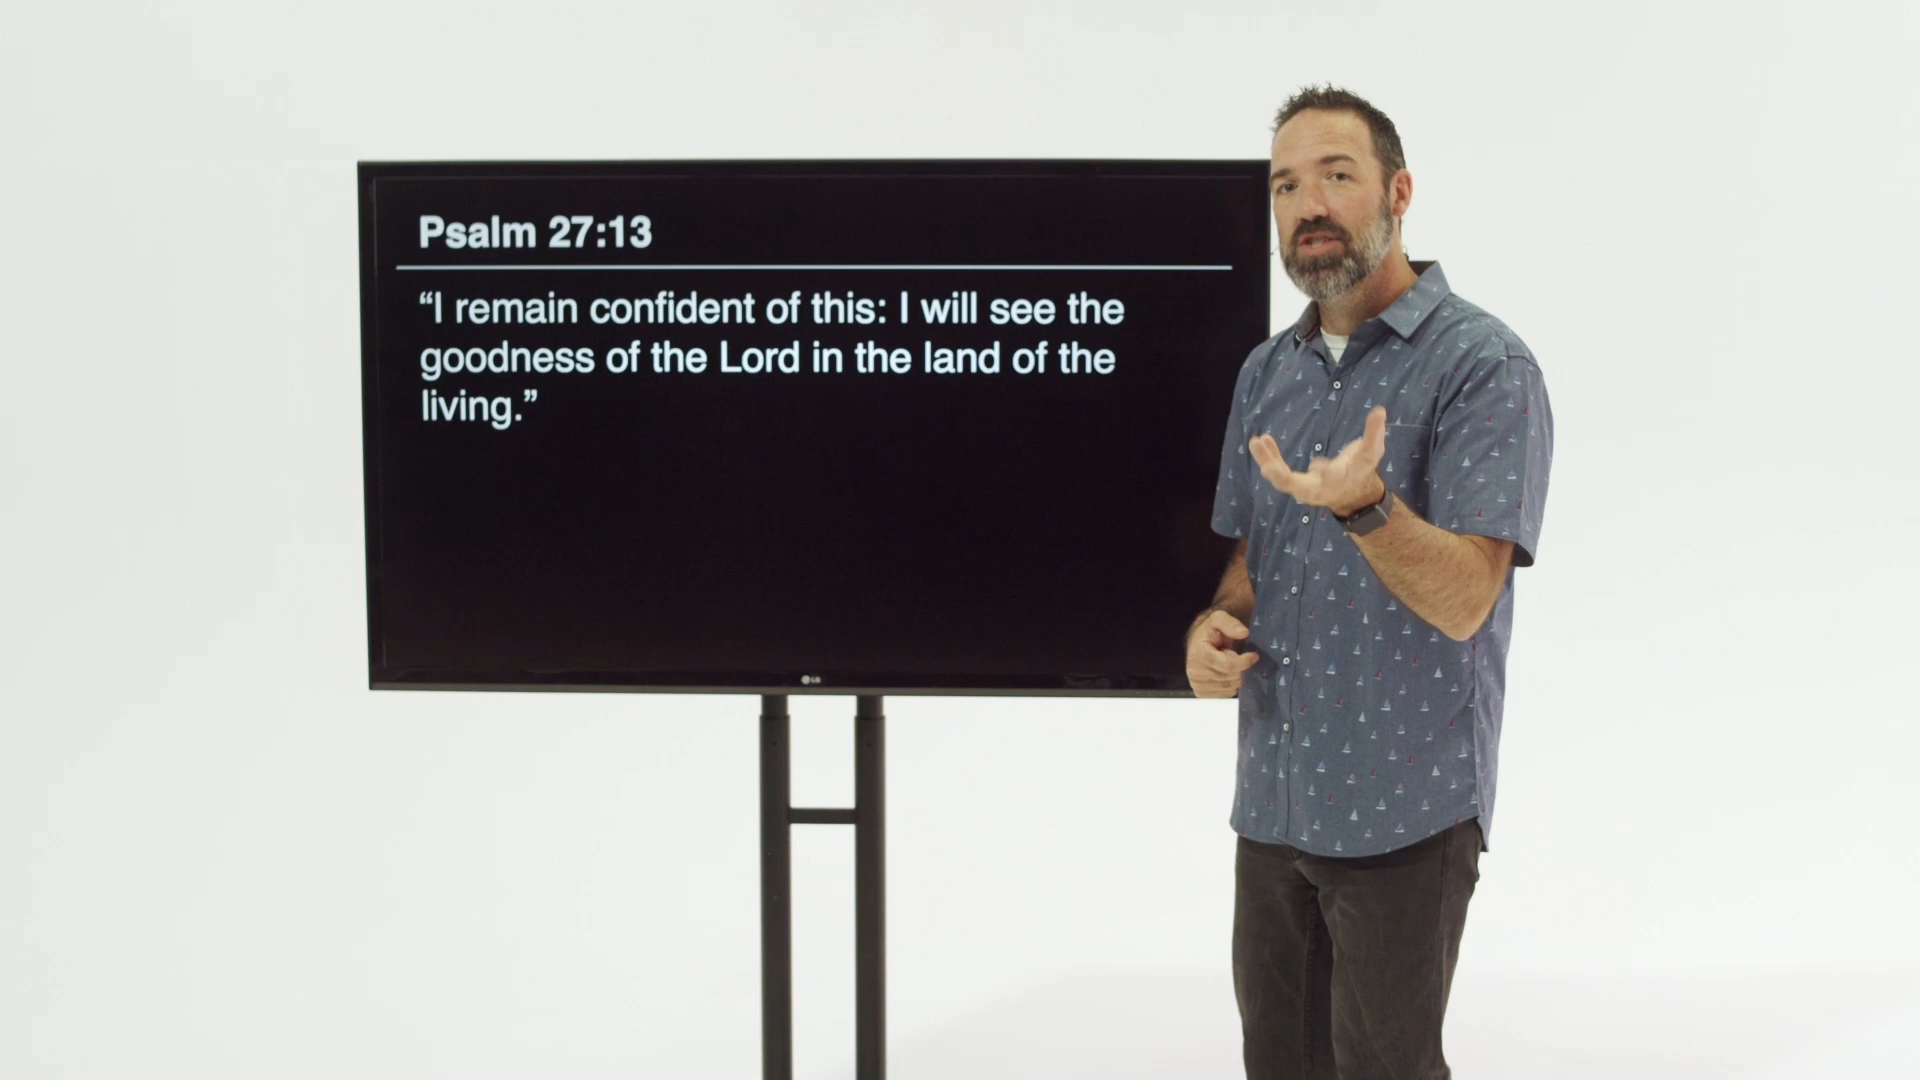 Psalm 27:13
“I remain confident of this: I will see the
goodness of the Lord in the land of the
living.”
LG